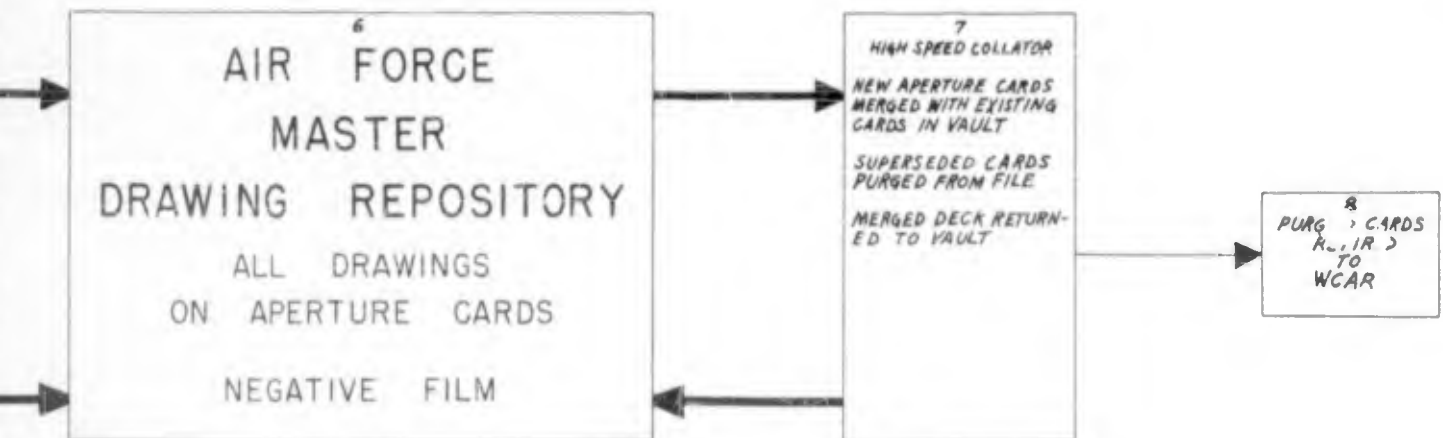 6
AIR FORCE
MASTER
DRAWING REPOSITORY
ALL DRAWINGS
ON APERTURE CARDS
NEGATIVE FILM
7
HIGH SPEED COLLATOR
NEW APERTURE CARDS
MERGED WITH EXISTING
CARDS IN VAULT
SUPERSEDED CARDS
PURGED FROM FILE
MERGED DECK RETURN-
ED TO VAULT
8
CARDS
TO
WCAR